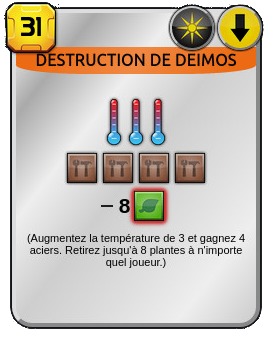 31
DESTRUCTION DE DEIMOS
− 8
(Augmentez la température de 3 et gagnez 4
aciers. Retirez jusqu'à 8 plantes à n'importe
quel joueur.)